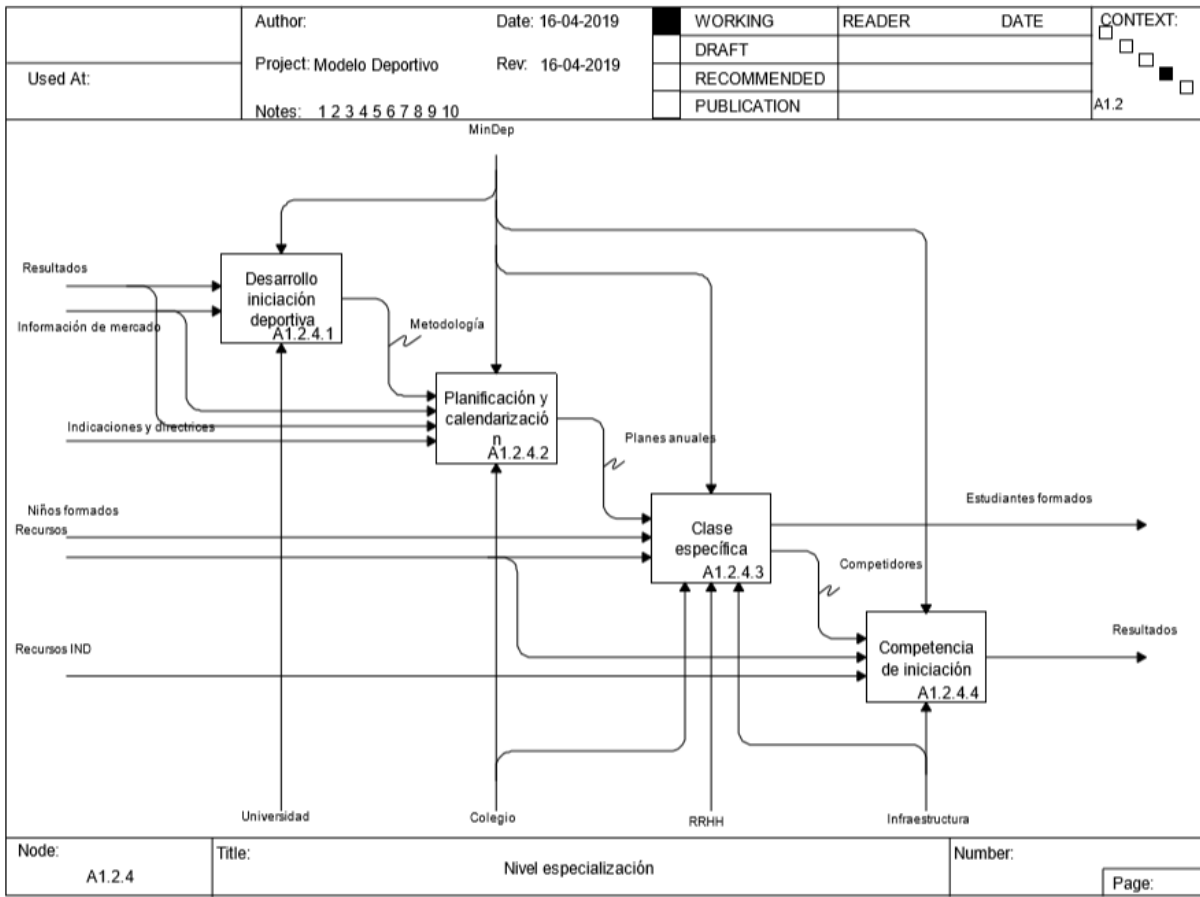 Used At:
Author:
Date: 16-04-2019
Project: Modelo Deportivo
Rev: 16-04-2019
Notes: 1 2 3 4 5 6 7 8 9 10
WORKING
DRAFT
RECOMMENDED
PUBLICATION
READER DATE
CONTEXT:
A1.2
MinDep
Resultados
Información de mercado
Desarrollo
iniciación
deportiva
A1.2.4.1
Metodología
Indicaciones y directrices
Planificación y
calendarizació
n
A1.2.4.2
Planes anuales
Niños formados
Recursos
Clase
específica
A1.2.4.3
Estudiantes formados
Competidores
Recursos IND
Competencia
de iniciación
A1.2.4.4
Resultados
Universidad
Colegio
RRHH
Infraestructura
Node:
A1.2.4
Title:
Nivel especialización
Number:
Page: